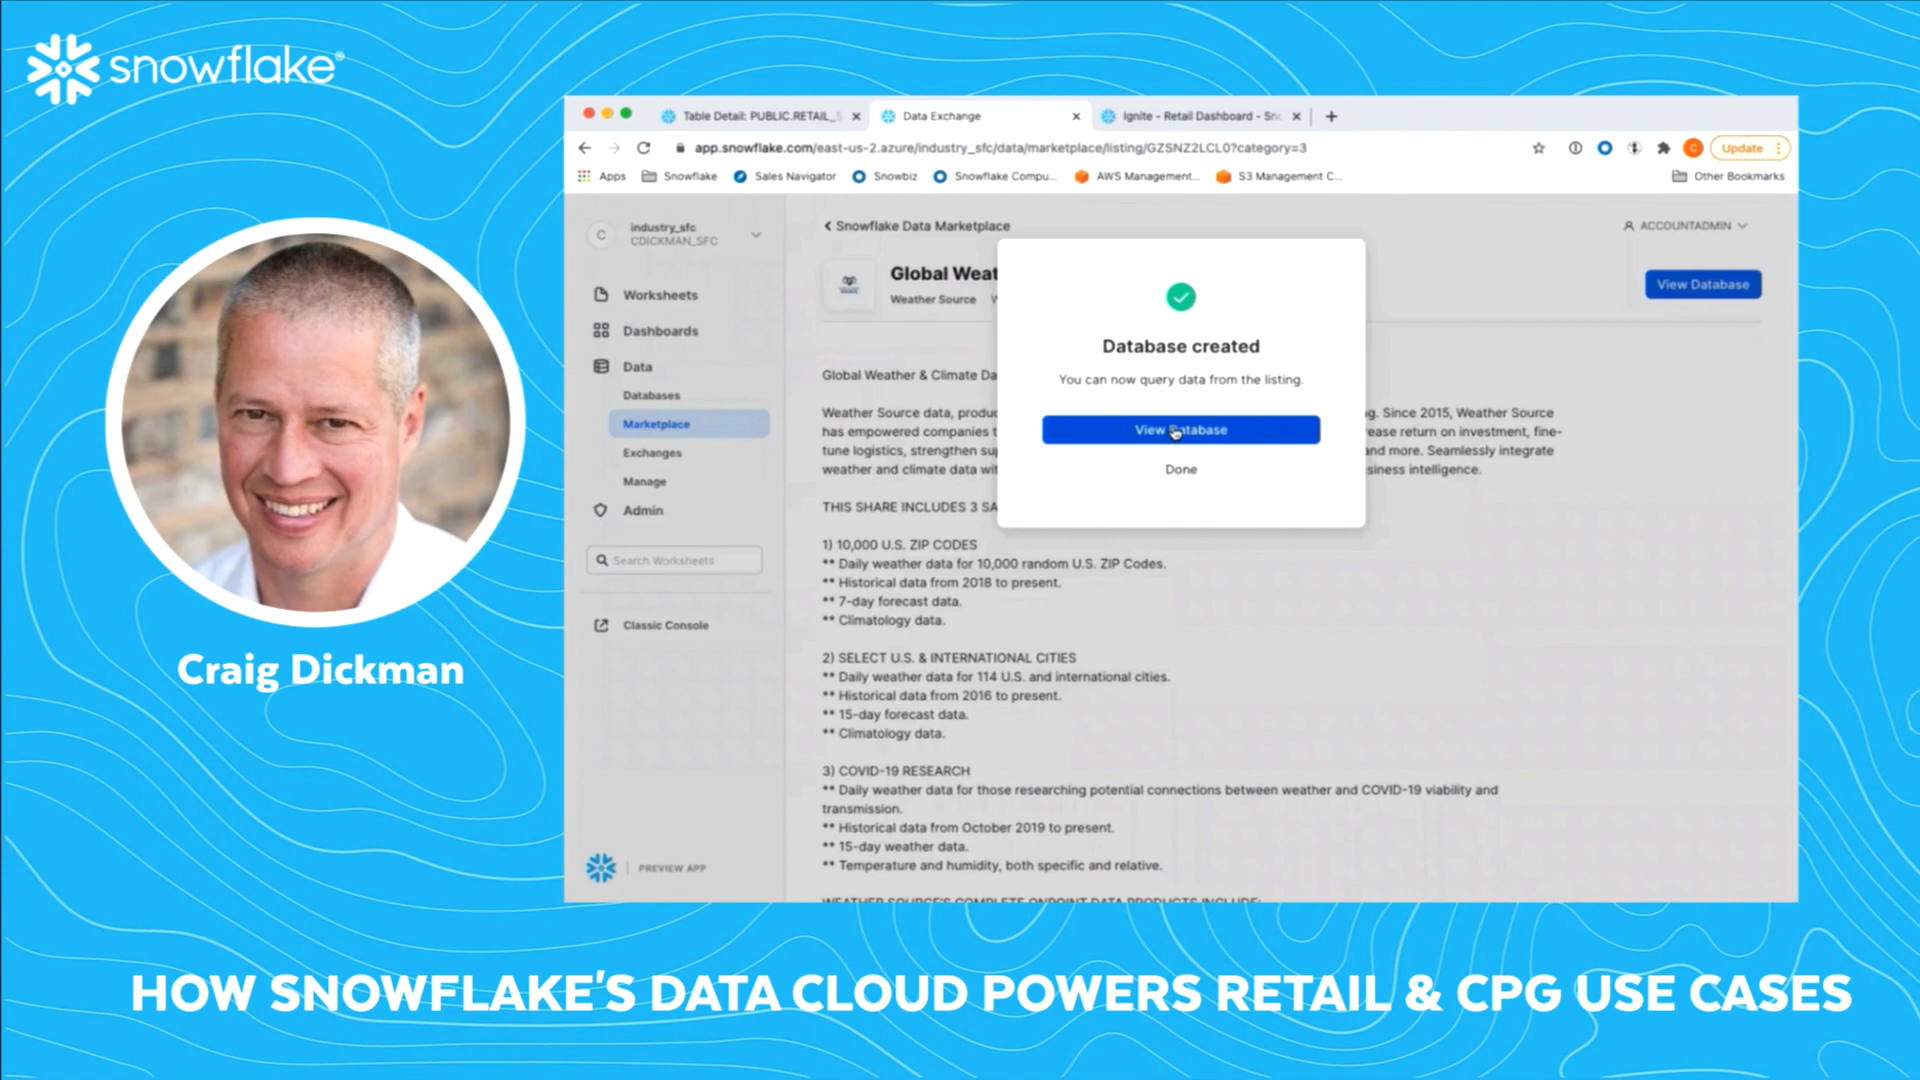 snowflake®
Table Detail: PUBLIC.RETAIL_S
Data Exchange
Ignite - Retail Dashboard - Sno
app.snowflake.com/east-us-2.azure/industry_sfc/data/marketplace/listing/GZSNZ2LCL0?category=3
C
Update
Apps
Snowflake
Sales Navigator
Snowbiz
Snowflake Compu...
AWS Management...
S3 Management C...
Other Bookmarks
C
industry_sfc
CDICKMAN_SFC
Snowflake Data Marketplace
ACCOUNTADMIN
Worksheets
Dashboards
Data
Databases
Marketplace
Exchanges
Manage
Admin
Search Worksheets
Classic Console
PREVIEW APP
Global Weat
Weather Source
View Database
Database created
You can now query data from the listing.
View Database
Done
Global Weather & Climate Da
Weather Source data, produ g. Since 2015, Weather Source
has empowered companies t ease return on investment, fine-
tune logistics, strengthen su and more. Seamlessly integrate
weather and climate data wit siness intelligence.
THIS SHARE INCLUDES 3 SA
1) 10,000 U.S. ZIP CODES
** Daily weather data for 10,000 random U.S. ZIP Codes.
** Historical data from 2018 to present.
** 7-day forecast data.
** Climatology data.
2) SELECT U.S. & INTERNATIONAL CITIES
** Daily weather data for 114 U.S. and international cities.
** Historical data from 2016 to present.
** 15-day forecast data.
** Climatology data.
3) COVID-19 RESEARCH
** Daily weather data for those researching potential connections between weather and COVID-19 viability and
transmission.
** Historical data from October 2019 to present.
** 15-day weather data.
** Temperature and humidity, both specific and relative.
WEATHER SOURCE'S COMPLETE ONPOINT DATA PRODUCTS INCLUDE:
Craig Dickman
HOW SNOWFLAKE'S DATA CLOUD POWERS RETAIL & CPG USE CASES